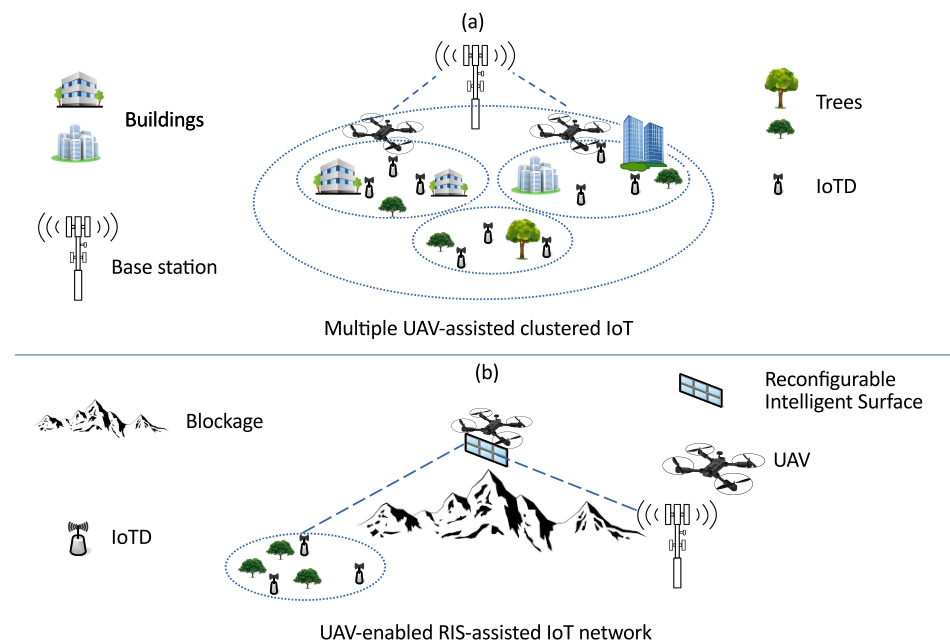 (a)
Buildings
Trees
IoTD
Base station
Multiple UAV-assisted clustered IoT
(b)
Reconfigurable
Intelligent Surface
Blockage
UAV
IoTD
UAV-enabled RIS-assisted IoT network